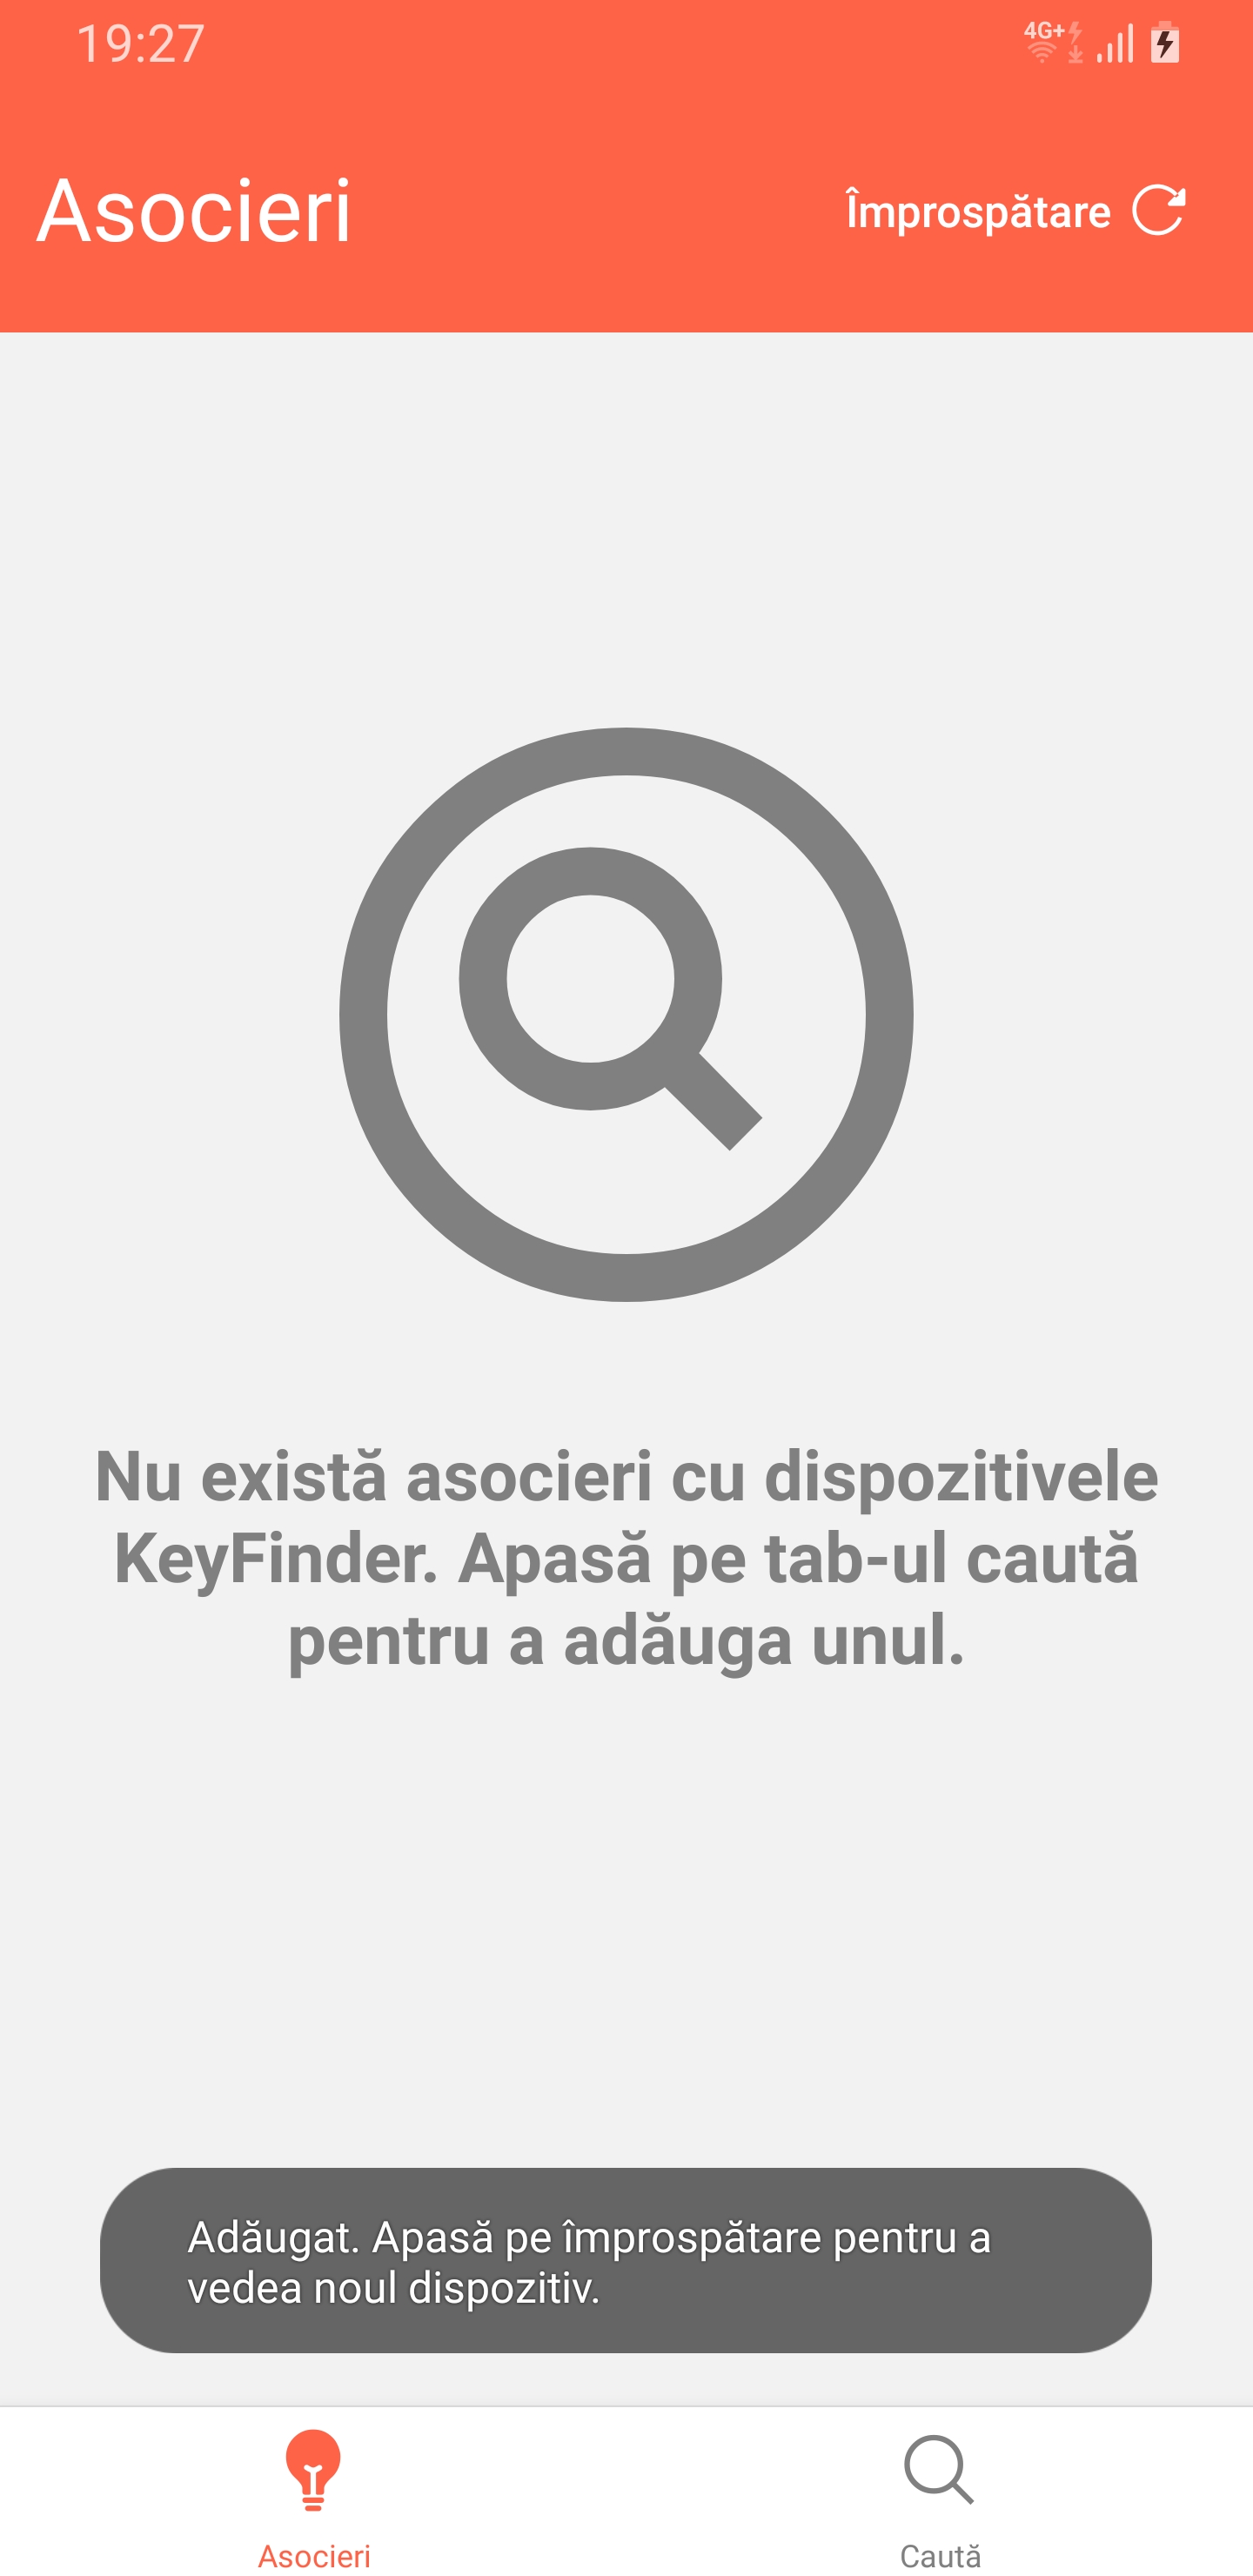 19:27
4G+
Asocieri
Împrospătare
Nu există asocieri cu dispozitivele
KeyFinder. Apasă pe tab-ul caută
pentru a adăuga unul.
Adăugat. Apasă pe împrospătare pentru a
vedea noul dispozitiv.
Asocieri
Caută